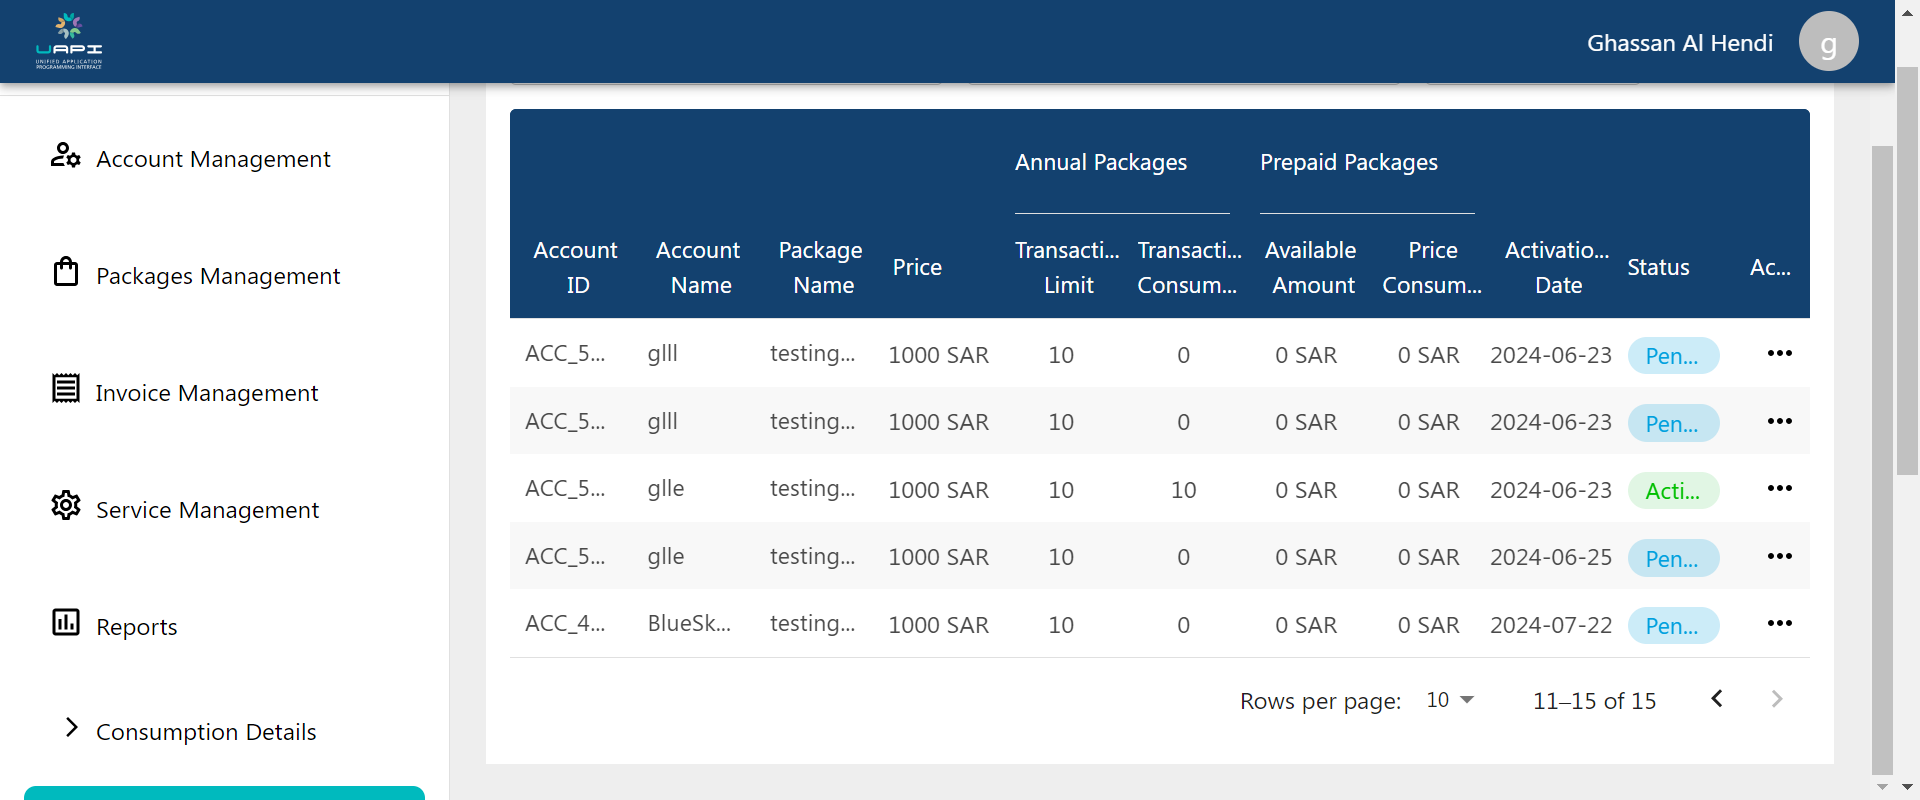 UAPI
UNIFIED APPLICATION
PROGRAMMING INTERFACE
Ghassan Al Hendi
g
Account Management
Packages Management
Invoice Management
Service Management
Reports
Consumption Details
Annual Packages
Prepaid Packages
Account ID
Account Name
Package Name
Price
Transacti... Limit
Transacti... Consum...
Available Amount
Price Consum...
Activatio... Date
Status
Ac...
ACC_5... glll testing... 1000 SAR 10 0 0 SAR 0 SAR 2024-06-23 Pen... •••
ACC_5... glll testing... 1000 SAR 10 0 0 SAR 0 SAR 2024-06-23 Pen... •••
ACC_5... glle testing... 1000 SAR 10 10 0 SAR 0 SAR 2024-06-23 Acti... •••
ACC_5... glle testing... 1000 SAR 10 0 0 SAR 0 SAR 2024-06-25 Pen... •••
ACC_4... BlueSk... testing... 1000 SAR 10 0 0 SAR 0 SAR 2024-07-22 Pen... •••
Rows per page: 10 11–15 of 15